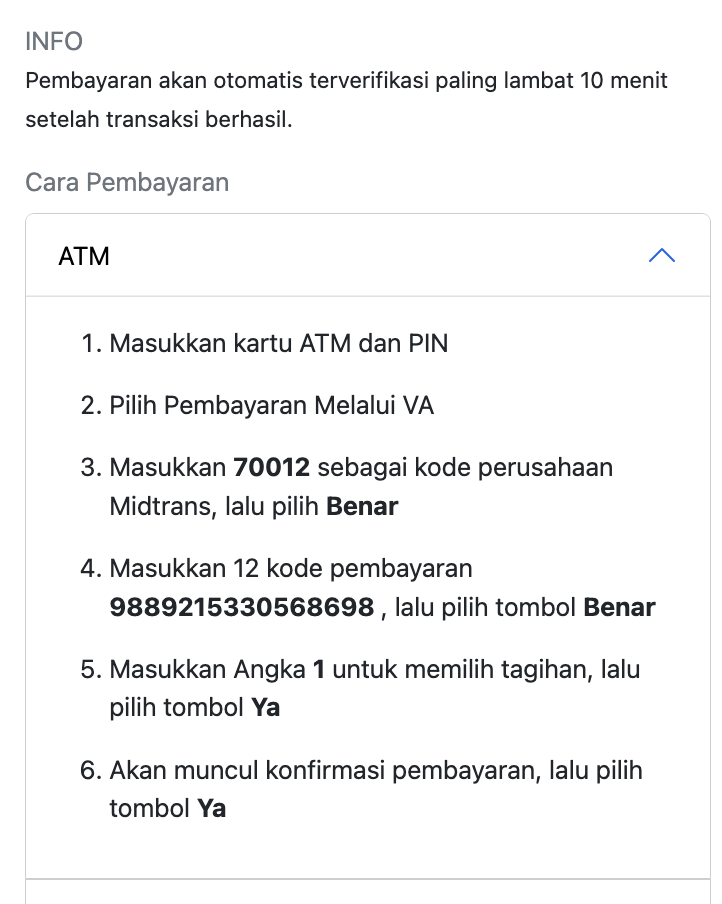 INFO
Pembayaran akan otomatis terverifikasi paling lambat 10 menit
setelah transaksi berhasil.
Cara Pembayaran
ATM
1. Masukkan kartu ATM dan PIN
2. Pilih Pembayaran Melalui VA
3. Masukkan 70012 sebagai kode perusahaan
Midtrans, lalu pilih Benar
4. Masukkan 12 kode pembayaran
9889215330568698 , lalu pilih tombol Benar
5. Masukkan Angka 1 untuk memilih tagihan, lalu
pilih tombol Ya
6. Akan muncul konfirmasi pembayaran, lalu pilih
tombol Ya